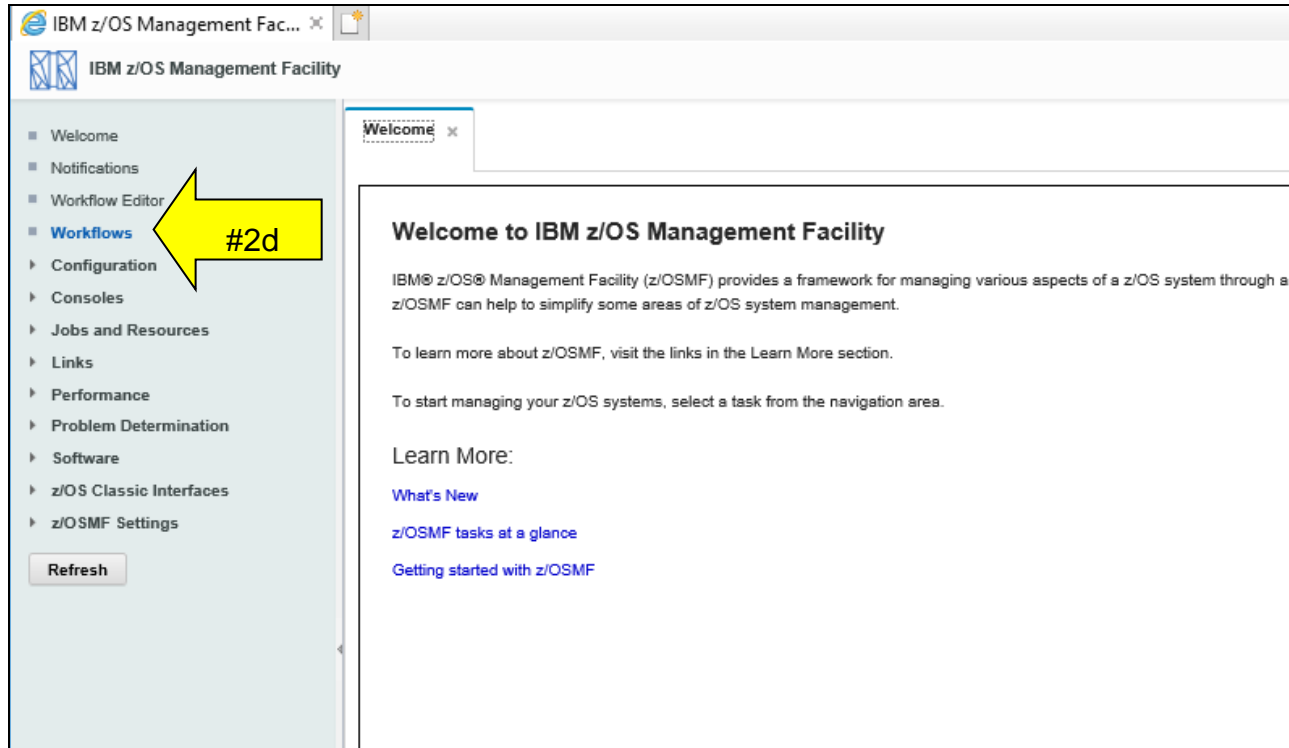 IBM z/OS Management Fac...
IBM z/OS Management Facility
Welcome
Notifications
Workflow Editor
Workflows
#2d
Configuration
Consoles
Jobs and Resources
Links
Performance
Problem Determination
Software
z/OS Classic Interfaces
z/OSMF Settings
Refresh
Welcome
Welcome to IBM z/OS Management Facility
IBM® z/OS® Management Facility (z/OSMF) provides a framework for managing various aspects of a z/OS system through a
z/OSMF can help to simplify some areas of z/OS system management.
To learn more about z/OSMF, visit the links in the Learn More section.
To start managing your z/OS systems, select a task from the navigation area.
Learn More:
What's New
z/OSMF tasks at a glance
Getting started with z/OSMF